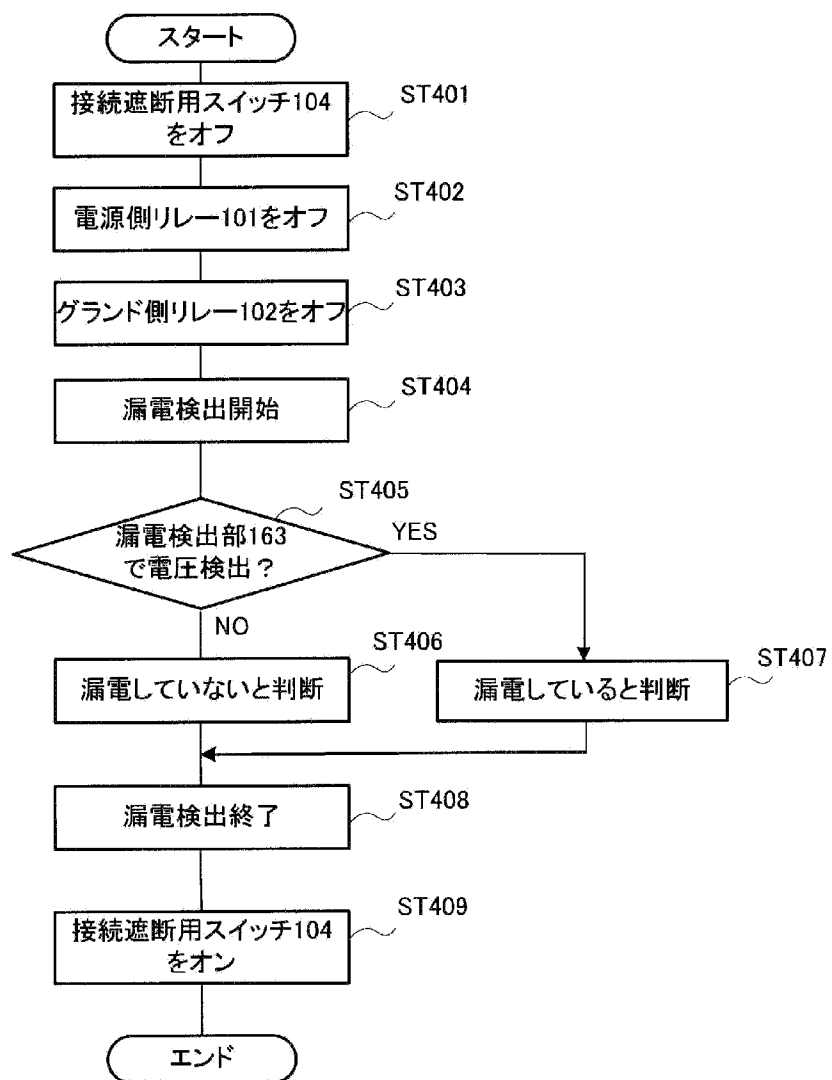 スタート
接続遮断用スイッチ104
をオフ
ST401
電源側リレー101をオフ
ST402
グランド側リレー102をオフ
ST403
漏電検出開始
ST404
漏電検出部163
で電圧検出？
ST405
YES
NO
漏電していないと判断
ST406
漏電していると判断
ST407
漏電検出終了
ST408
接続遮断用スイッチ104
をオン
ST409
エンド